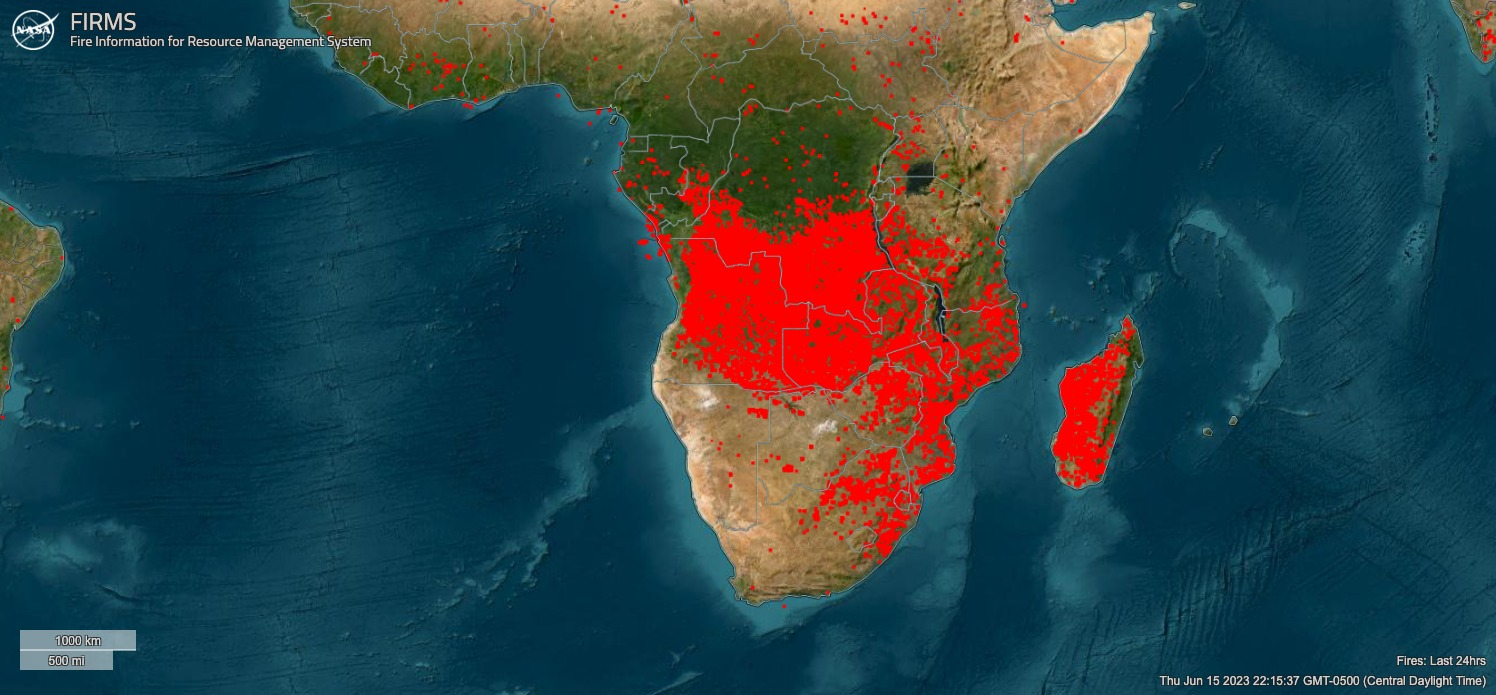 NASA
FIRMS
Fire Information for Resource Management System
1000 km
500 mi
Fires: Last 24hrs
Thu Jun 15 2023 22:15:37 GMT-0500 (Central Daylight Time)